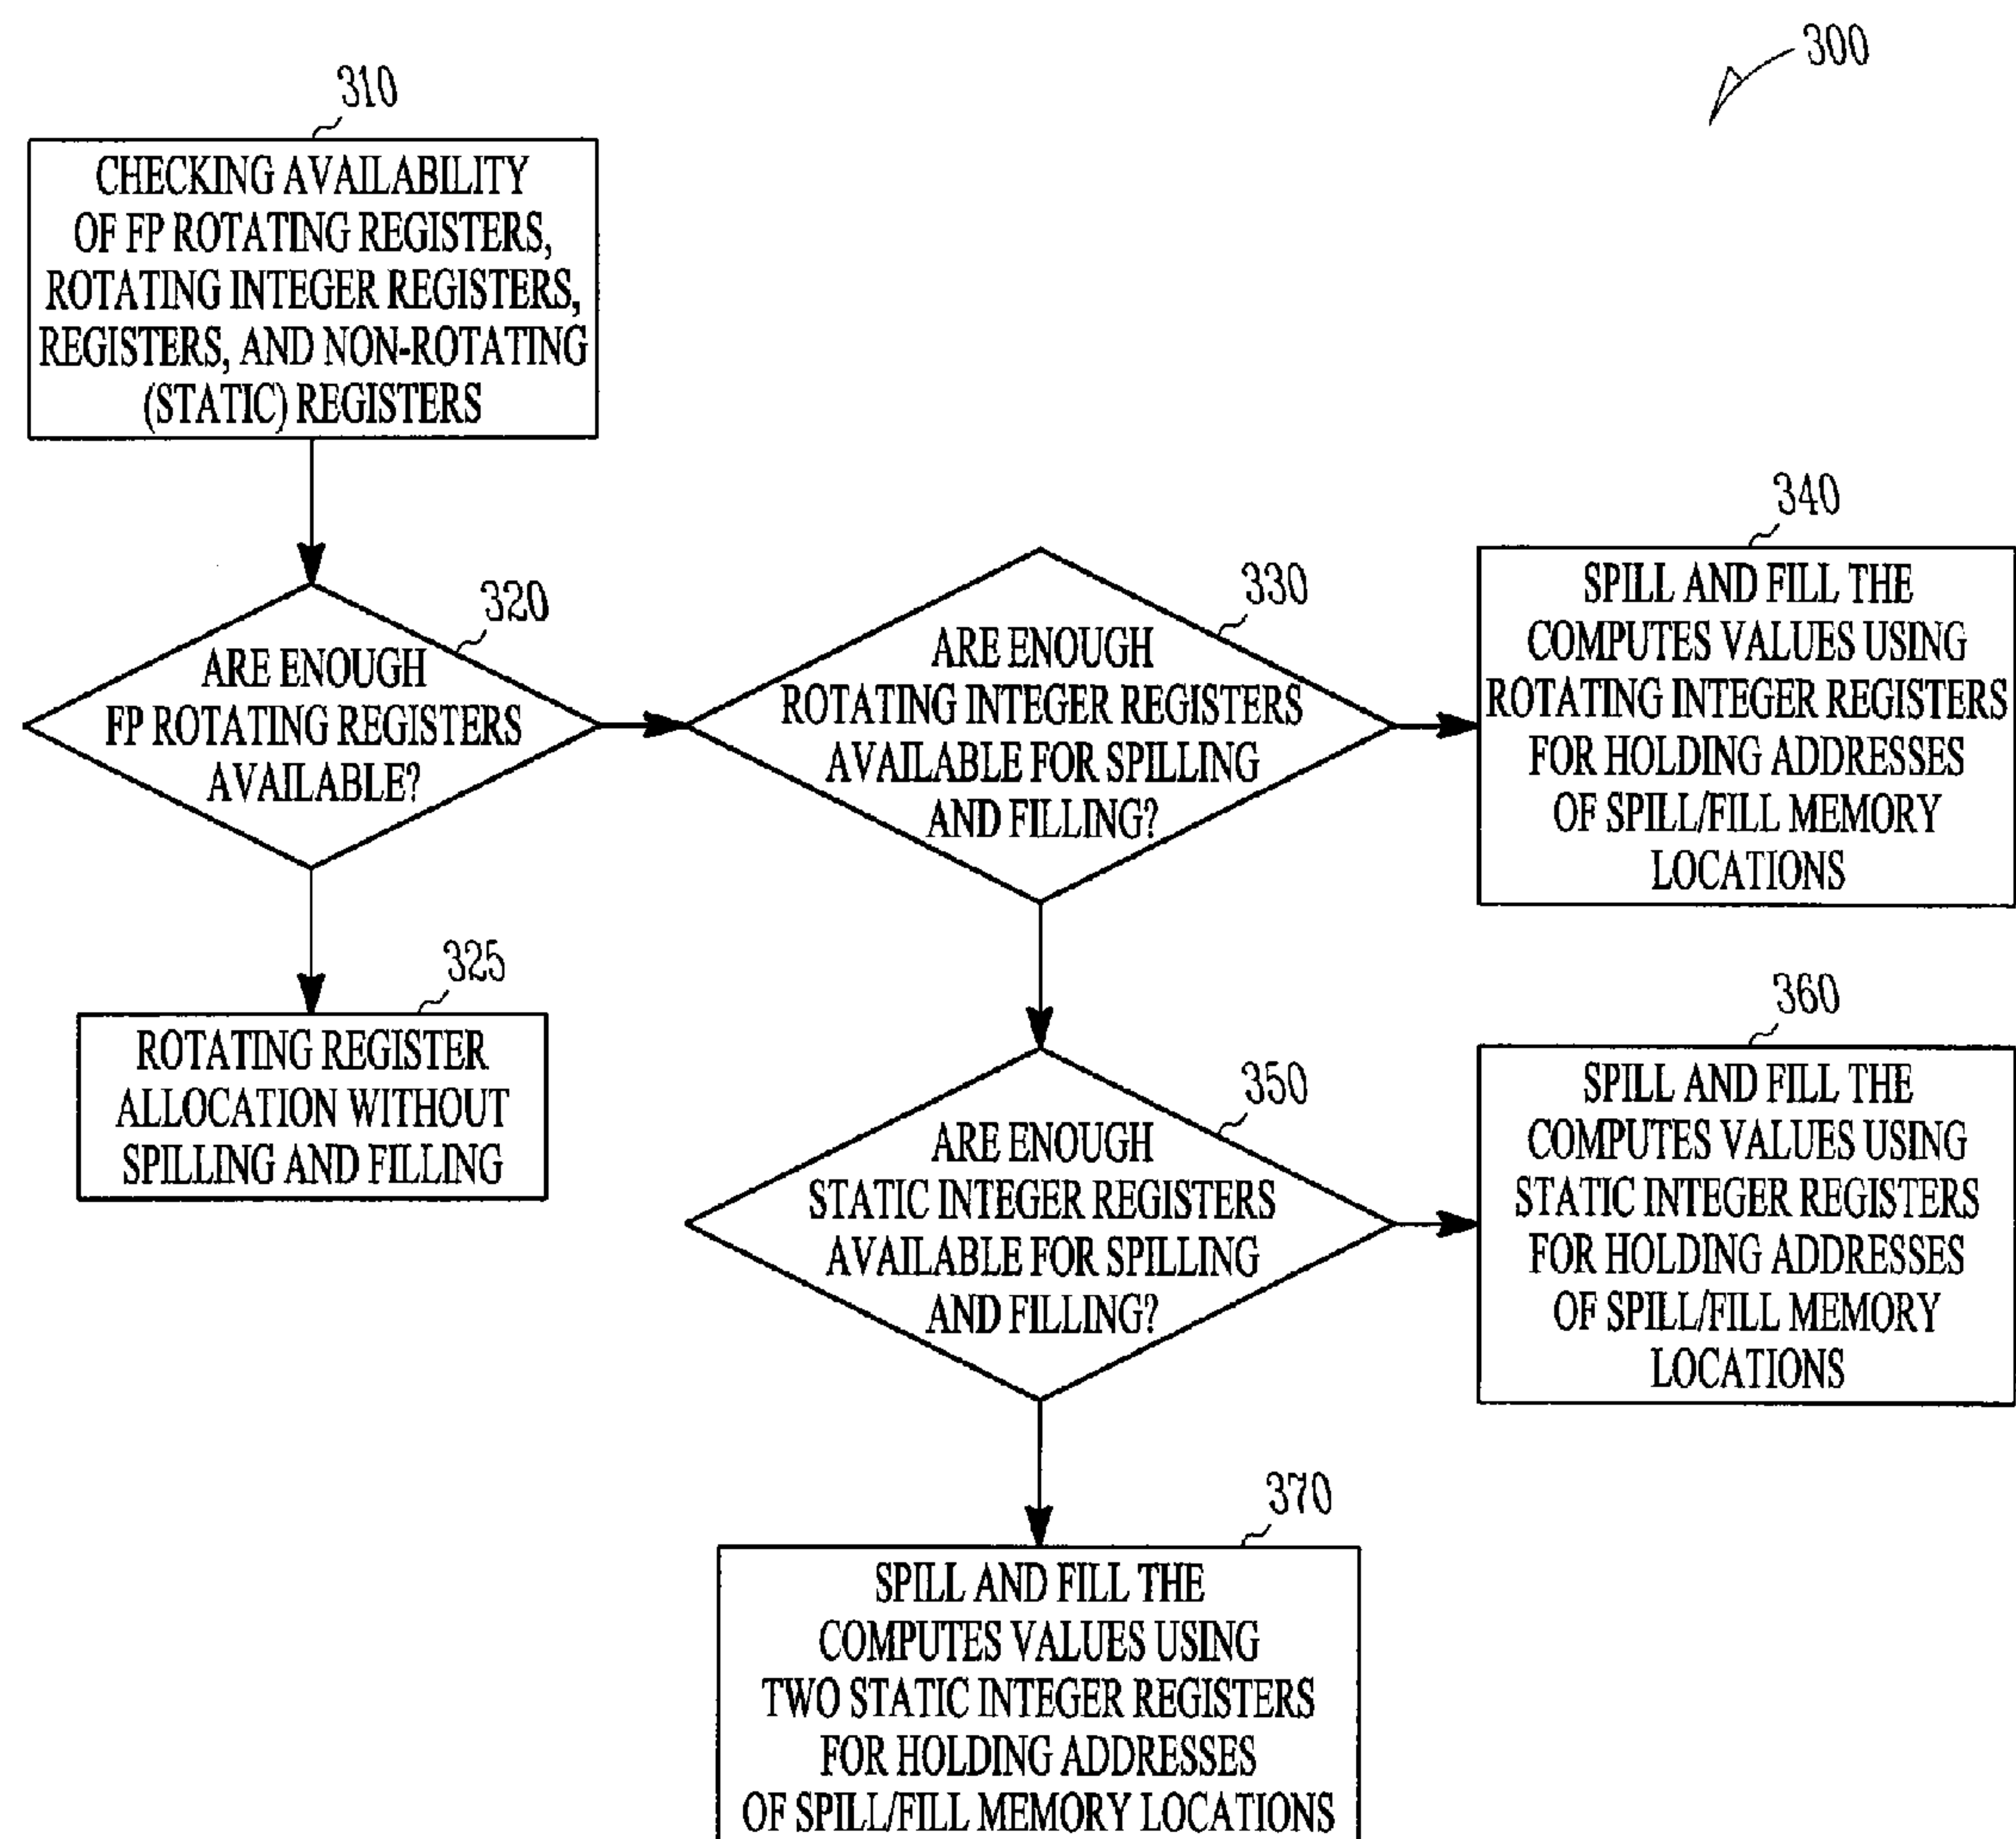 300
310
CHECKING AVAILABILITY
OF FP ROTATING REGISTERS,
ROTATING INTEGER REGISTERS,
REGISTERS, AND NON-ROTATING
(STATIC) REGISTERS
320
ARE ENOUGH
FP ROTATING REGISTERS
AVAILABLE?
325
ROTATING REGISTER
ALLOCATION WITHOUT
SPILLING AND FILLING
330
ARE ENOUGH
ROTATING INTEGER REGISTERS
AVAILABLE FOR SPILLING
AND FILLING?
340
SPILL AND FILL THE
COMPUTES VALUES USING
ROTATING INTEGER REGISTERS
FOR HOLDING ADDRESSES
OF SPILL/FILL MEMORY
LOCATIONS
350
ARE ENOUGH
STATIC INTEGER REGISTERS
AVAILABLE FOR SPILLING
AND FILLING?
360
SPILL AND FILL THE
COMPUTES VALUES USING
STATIC INTEGER REGISTERS
FOR HOLDING ADDRESSES
OF SPILL/FILL MEMORY
LOCATIONS
370
SPILL AND FILL THE
COMPUTES VALUES USING
TWO STATIC INTEGER REGISTERS
FOR HOLDING ADDRESSES
OF SPILL/FILL MEMORY LOCATIONS